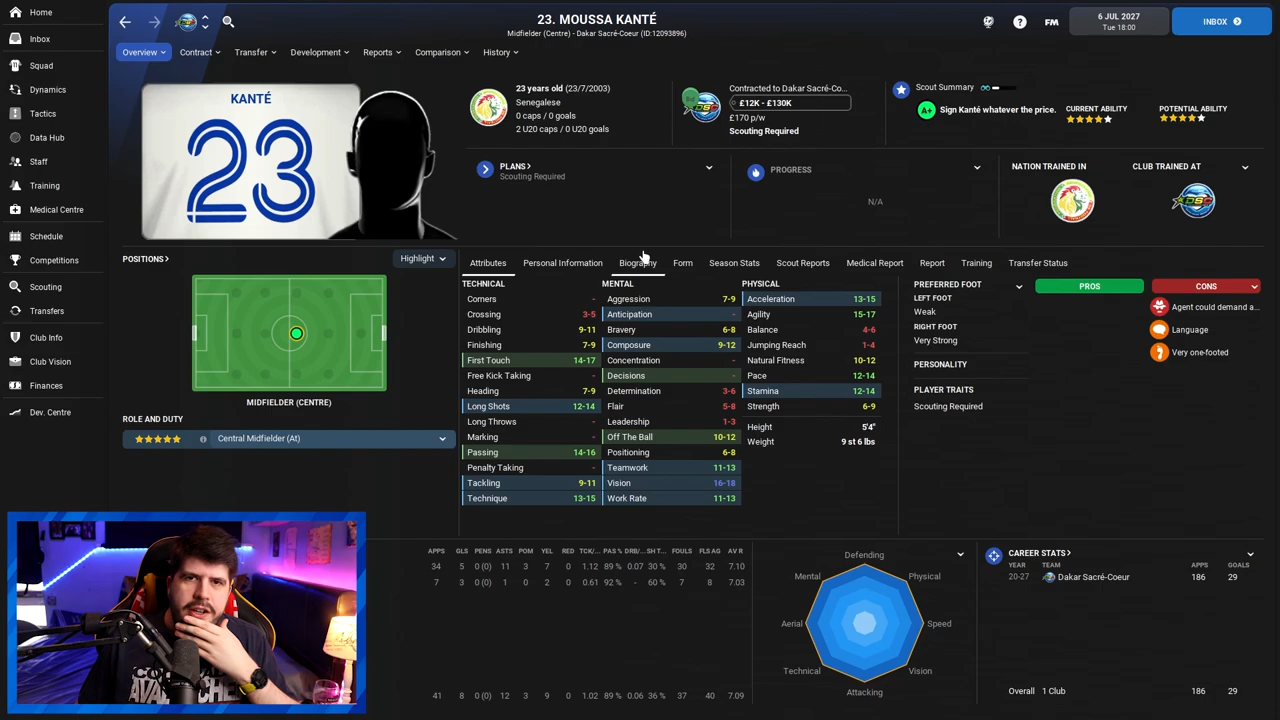 Home
Inbox
Squad
Dynamics
Tactics
Data Hub
Staff
Training
Medical Centre
Schedule
Competitions
Scouting
Transfers
Club Info
Club Vision
Finances
Dev. Centre
23. MOUSSA KANTÉ
Midfielder (Centre) - Dakar Sacré-Coeur (ID:12093896)
FM
6 JUL 2027
Tue 18:00
INBOX
Overview
Contract
Transfer
Development
Reports
Comparison
History
KANTÉ
23
23 years old (23/7/2003)
Senegalese
0 caps / 0 goals
2 U20 caps / 0 U20 goals
Contracted to Dakar Sacré-Co...
£12K - £130K
£170 p/w
Scouting Required
Scout Summary
A+ Sign Kanté whatever the price.
CURRENT ABILITY
POTENTIAL ABILITY
PLANS
Scouting Required
PROGRESS
N/A
NATION TRAINED IN
CLUB TRAINED AT
DSC
POSITIONS
Highlight
MIDFIELDER (CENTRE)
ROLE AND DUTY
Central Midfielder (At)
Attributes
Personal Information
Biography
Form
Season Stats
Scout Reports
Medical Report
Report
Training
Transfer Status
TECHNICAL
Corners -
Crossing 3-5
Dribbling 9-11
Finishing 7-9
First Touch 14-17
Free Kick Taking -
Heading 7-9
Long Shots 12-14
Long Throws -
Marking -
Passing 14-16
Penalty Taking -
Tackling 9-11
Technique 13-15
MENTAL
Aggression 7-9
Anticipation -
Bravery 6-8
Composure 9-12
Concentration -
Decisions -
Determination 3-6
Flair 5-8
Leadership 1-3
Off The Ball 10-12
Positioning 6-8
Teamwork 11-13
Vision 16-18
Work Rate 11-13
PHYSICAL
Acceleration 13-15
Agility 15-17
Balance 4-6
Jumping Reach 1-4
Natural Fitness 10-12
Pace 12-14
Stamina 12-14
Strength 6-9
Height 5'4"
Weight 9 st 6 lbs
PREFERRED FOOT
LEFT FOOT
Weak
RIGHT FOOT
Very Strong
PERSONALITY
PLAYER TRAITS
Scouting Required
PROS
CONS
Agent could demand a...
Language
Very one-footed
APPS GLS PENS ASTS POM YEL RED TCK/... PAS % DRB/... SH T... FOULS FLS AG AV R
34 5 0 (0) 11 3 7 0 1.12 89 % 0.07 30 % 30 32 7.10
7 3 0 (0) 1 0 2 0 0.61 92 % - 60 % 7 8 7.03
41 8 0 (0) 12 3 9 0 1.02 89 % 0.06 36 % 37 40 7.09
Defending
Physical
Speed
Vision
Attacking
Technical
Aerial
Mental
CAREER STATS
YEAR TEAM APPS GOALS
20-27 Dakar Sacré-Coeur 186 29
Overall 1 Club 186 29